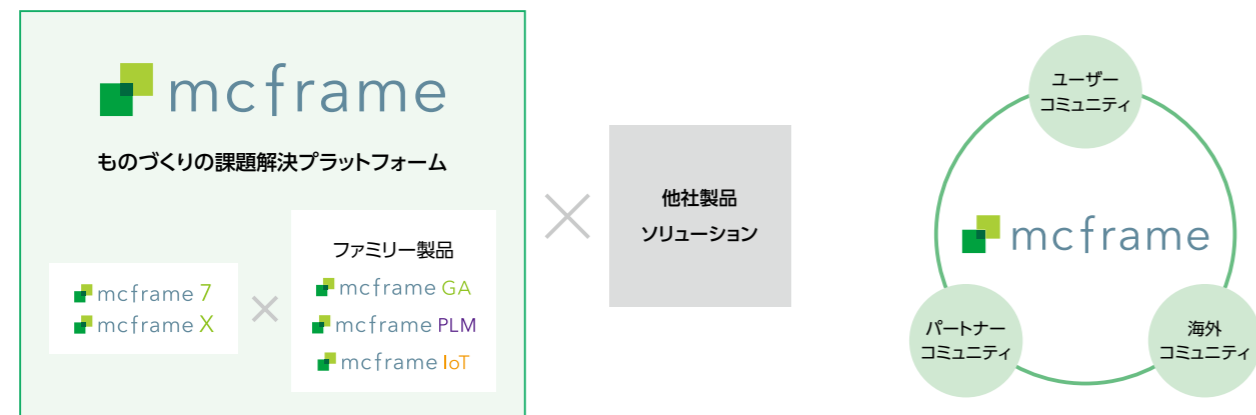 mcframe
ものづくりの課題解決プラットフォーム
mcframe 7
mcframe X
ファミリー製品
mcframe GA
mcframe PLM
mcframe IoT
他社製品
ソリューション
ユーザー
コミュニティ
mcframe
パートナー
コミュニティ
海外
コミュニティ